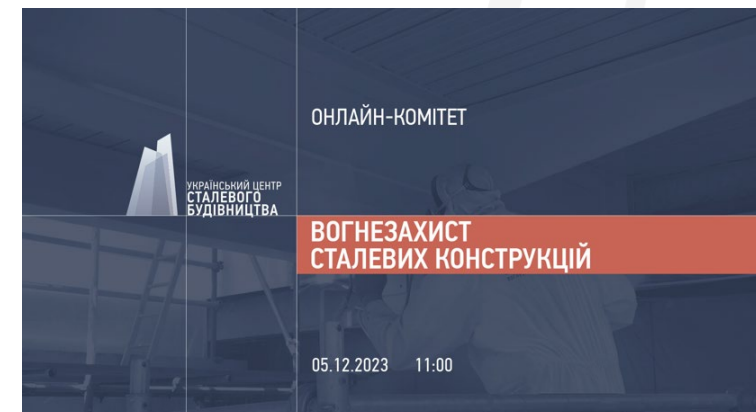 ОНЛАЙН-КОМІТЕТ
УКРАЇНСЬКИЙ ЦЕНТР
СТАЛЕВОГО
БУДІВНИЦТВА
ВОГНЕЗАХИСТ
СТАЛЕВИХ КОНСТРУКЦІЙ
05.12.2023 11:00